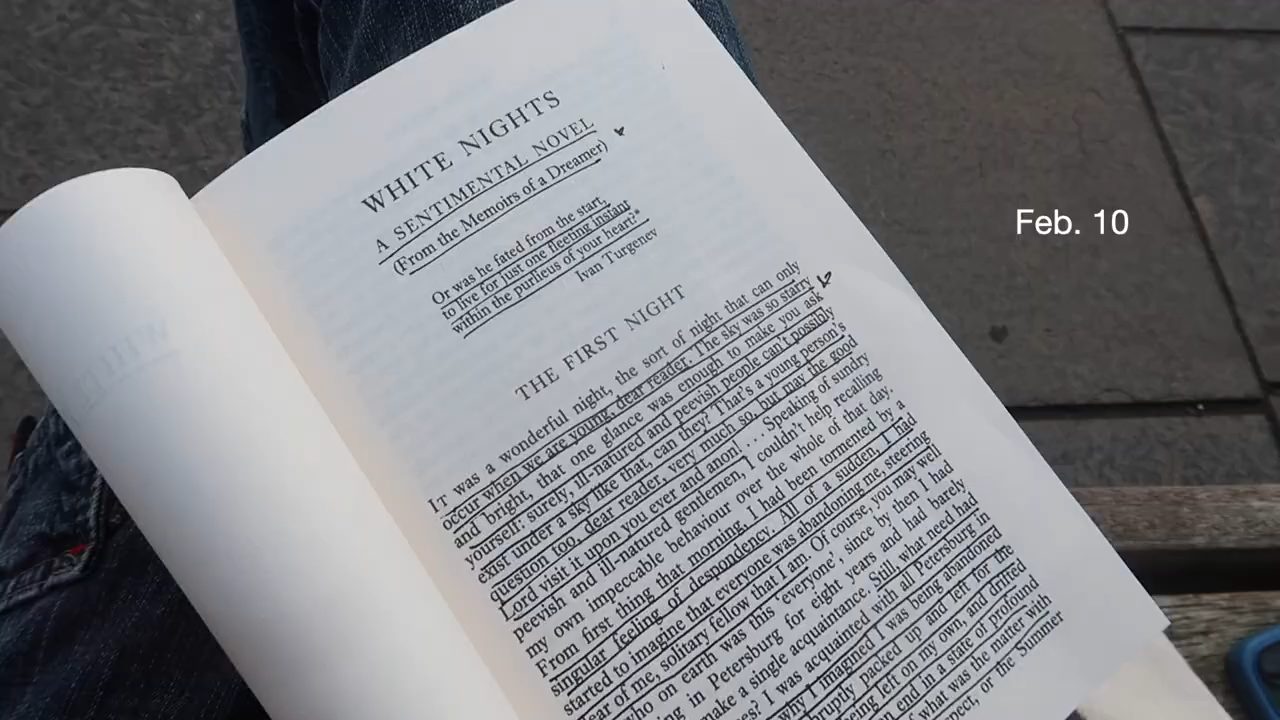 WHITE NIGHTS
A SENTIMENTAL NOVEL
(From the Memoirs of a Dreamer)
Or was he fated from the start,
to live for just one fleeting instant
within the purlieus of your heart?*
Ivan Turgenev
THE FIRST NIGHT
IT was a wonderful night, the sort of night that can only
occur when we are young, dear reader. The sky was so starry
and bright, that one glance was enough to make you ask
yourself: surely, ill-natured and peevish people can't possibly
exist under a sky like that, can they? That's a young person's
question too, dear reader, very much so, but may the good
Lord visit it upon you ever and anon! . . . Speaking of sundry
peevish and ill-natured gentlemen, I couldn't help recalling
my own impeccable behaviour over the whole of that day.
From first thing that morning, I had been tormented by a
singular feeling of despondency. All of a sudden, I had
started to imagine that everyone was abandoning me, steering
ear of me, solitary fellow that I am. Of course, you may well
who on earth was this 'everyone' since by then I had
ing in Petersburg for eight years and had barely
make a single acquaintance. Still, what need had
es? I was acquainted with all Petersburg in
why I imagined I was being abandoned
bruptly packed up and left for the
being left on my own, and drifted
an end in a state of profound
of what was the matter with
pect, or the Summer
Feb. 10